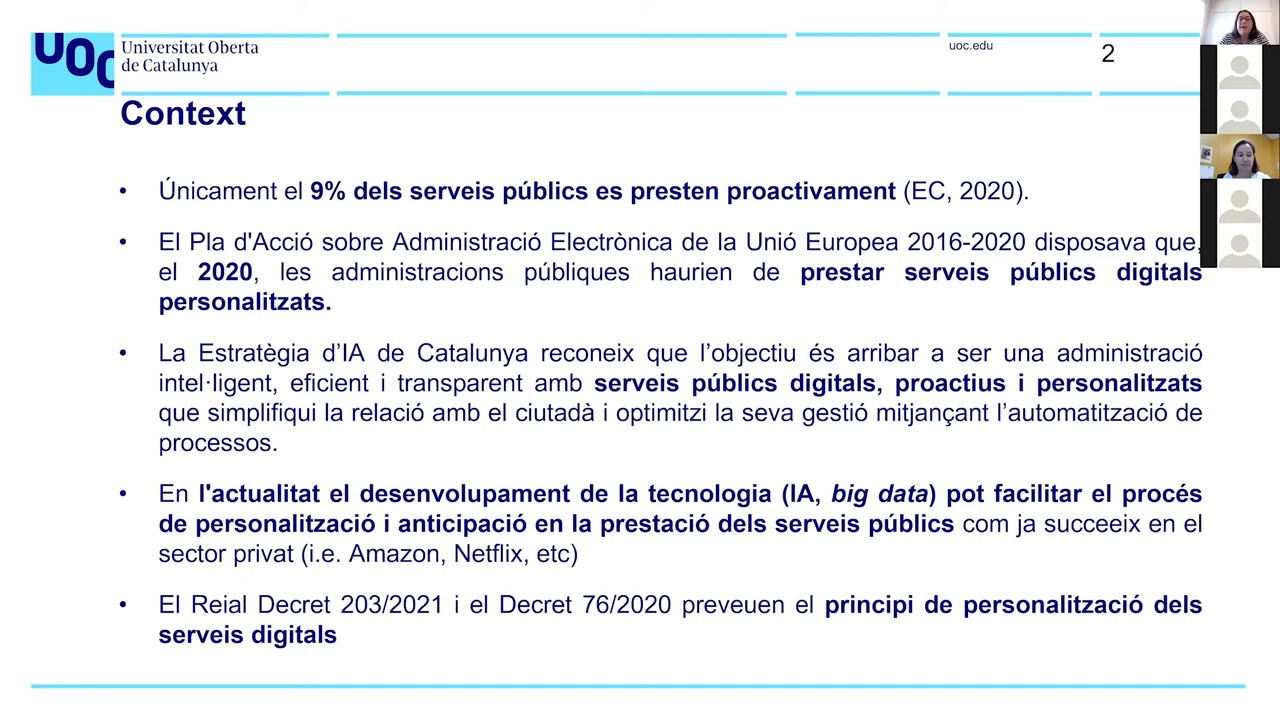 UOC
Universitat Oberta
de Catalunya
uoc.edu
2
Context
• Únicament el 9% dels serveis públics es presten proactivament (EC, 2020).
• El Pla d'Acció sobre Administració Electrònica de la Unió Europea 2016-2020 disposava que,
el 2020, les administracions públiques haurien de prestar serveis públics digitals
personalitzats.
• La Estratègia d’IA de Catalunya reconeix que l’objectiu és arribar a ser una administració
intel·ligent, eficient i transparent amb serveis públics digitals, proactius i personalitzats
que simplifiqui la relació amb el ciutadà i optimitzi la seva gestió mitjançant l’automatització de
processos.
• En l'actualitat el desenvolupament de la tecnologia (IA, big data) pot facilitar el procés
de personalització i anticipació en la prestació dels serveis públics com ja succeeix en el
sector privat (i.e. Amazon, Netflix, etc)
• El Reial Decret 203/2021 i el Decret 76/2020 preveuen el principi de personalització dels
serveis digitals